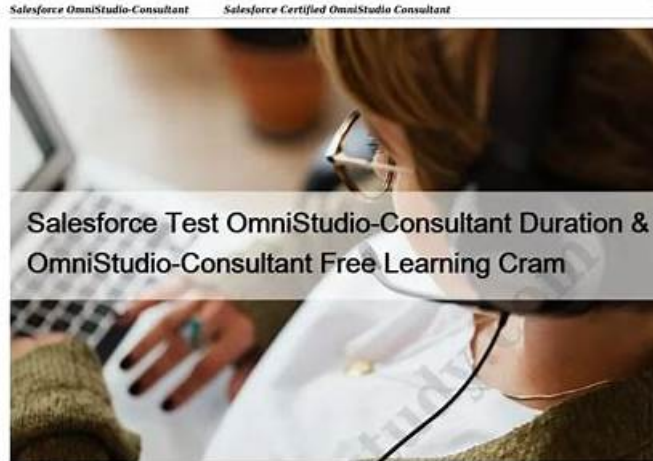 Salesforce OmniStudio-Consultant Salesforce Certified OmniStudio Consultant
Salesforce Test OmniStudio-Consultant Duration &
OmniStudio-Consultant Free Learning Cram